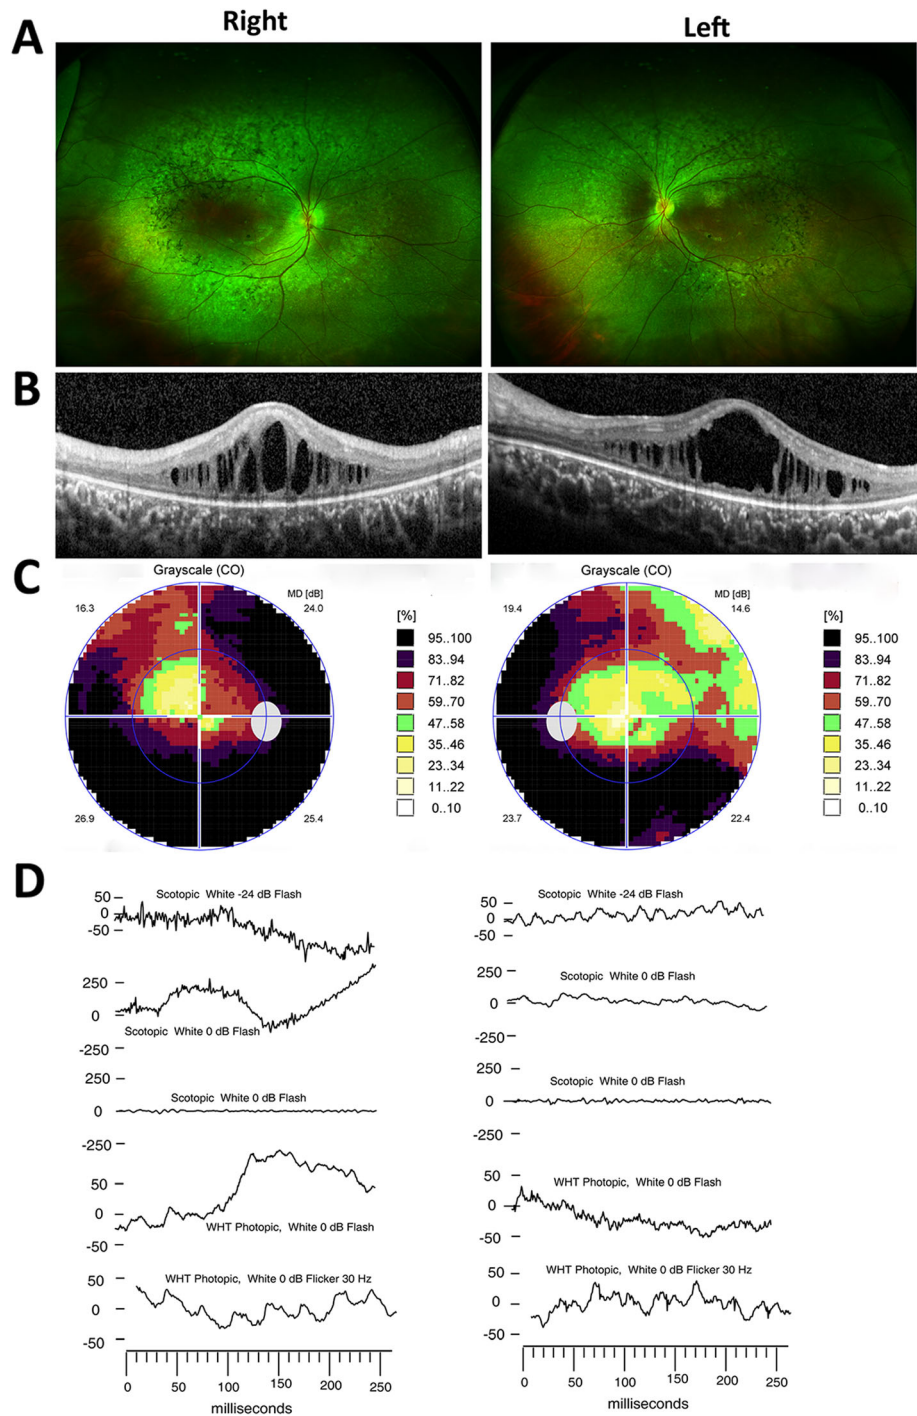 Right Left
A
B
C
Grayscale (CO) Grayscale (CO)
16.3 MD [dB] 24.0 19.4 MD [dB] 14.6
[%] [%]
95..100 95..100
83..94 83..94
71..82 71..82
59..70 59..70
47..58 47..58
35..46 35..46
23..34 23..34
11..22 11..22
0..10 0..10
26.9 25.4 23.7 22.4
D
Scotopic White -24 dB Flash Scotopic White -24 dB Flash
50 50
0 0
-50 -50
250 250
Scotopic White 0 dB Flash
0 0
Scotopic White 0 dB Flash
-250 -250
250 250
Scotopic White 0 dB Flash
Scotopic White 0 dB Flash
0 0
-250 -250
50 50
WHT Photopic, White 0 dB Flash
0 0
WHT Photopic, White 0 dB Flash
-50 -50
WHT Photopic, White 0 dB Flicker 30 Hz WHT Photopic, White 0 dB Flicker 30 Hz
50 50
0 0
-50 -50
0 50 100 150 200 250 0 50 100 150 200 250
milliseconds milliseconds